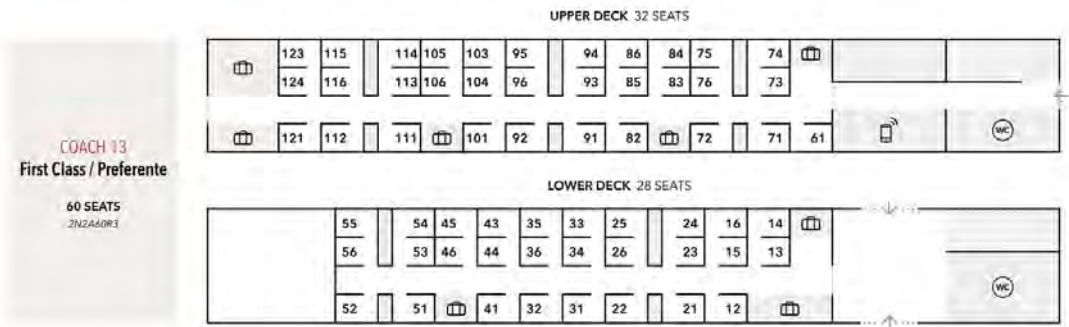 UPPER DECK 32 SEATS
123 115 114 105 103 95 94 86 84 75 74
124 116 113 106 104 96 93 85 83 76 73
121 112 111 101 92 91 82 72 71 61
WC
COACH 13
First Class / Preferente
60 SEATS
2N2A60R3
LOWER DECK 28 SEATS
55 54 45 43 35 33 25 24 16 14
56 53 46 44 36 34 26 23 15 13
52 51 41 32 31 22 21 12
WC